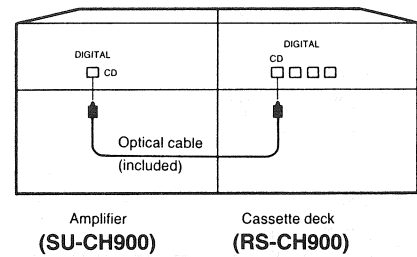 DIGITAL
CD
DIGITAL
CD
Optical cable
(included)
Amplifier
(SU-CH900)
Cassette deck
(RS-CH900)